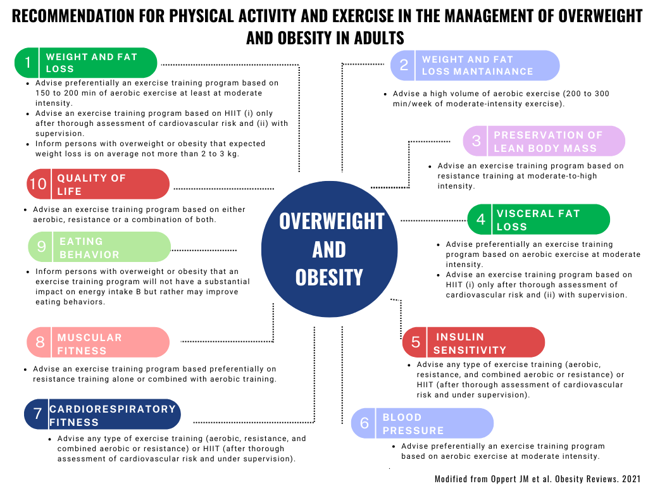 RECOMMENDATION FOR PHYSICAL ACTIVITY AND EXERCISE IN THE MANAGEMENT OF OVERWEIGHT
AND OBESITY IN ADULTS
1
WEIGHT AND FAT
LOSS
• Advise preferentially an exercise training program based on
150 to 200 min of aerobic exercise at least at moderate
intensity.
• Advise an exercise training program based on HIIT (i) only
after thorough assessment of cardiovascular risk and (ii) with
supervision.
• Inform persons with overweight or obesity that expected
weight loss is on average not more than 2 to 3 kg.
2
WEIGHT AND FAT
LOSS MANTAINANCE
• Advise a high volume of aerobic exercise (200 to 300
min/week of moderate-intensity exercise).
3
PRESERVATION OF
LEAN BODY MASS
• Advise an exercise training program based on
resistance training at moderate-to-high
intensity.
10
QUALITY OF
LIFE
• Advise an exercise training program based on either
aerobic, resistance or a combination of both.
OVERWEIGHT
AND
OBESITY
4
VISCERAL FAT
LOSS
• Advise preferentially an exercise training
program based on aerobic exercise at moderate
intensity.
• Advise an exercise training program based on
HIIT (i) only after thorough assessment of
cardiovascular risk and (ii) with supervision.
9
EATING
BEHAVIOR
• Inform persons with overweight or obesity that an
exercise training program will not have a substantial
impact on energy intake B but rather may improve
eating behaviors.
5
INSULIN
SENSITIVITY
• Advise any type of exercise training (aerobic,
resistance, and combined aerobic or resistance) or
HIIT (after thorough assessment of cardiovascular
risk and under supervision).
8
MUSCULAR
FITNESS
• Advise an exercise training program based preferentially on
resistance training alone or combined with aerobic training.
7
CARDIORESPIRATORY
FITNESS
• Advise any type of exercise training (aerobic, resistance, and
combined aerobic or resistance) or HIIT (after thorough
assessment of cardiovascular risk and under supervision).
6
BLOOD
PRESSURE
• Advise preferentially an exercise training program
based on aerobic exercise at moderate intensity.
Modified from Oppert JM et al. Obesity Reviews. 2021